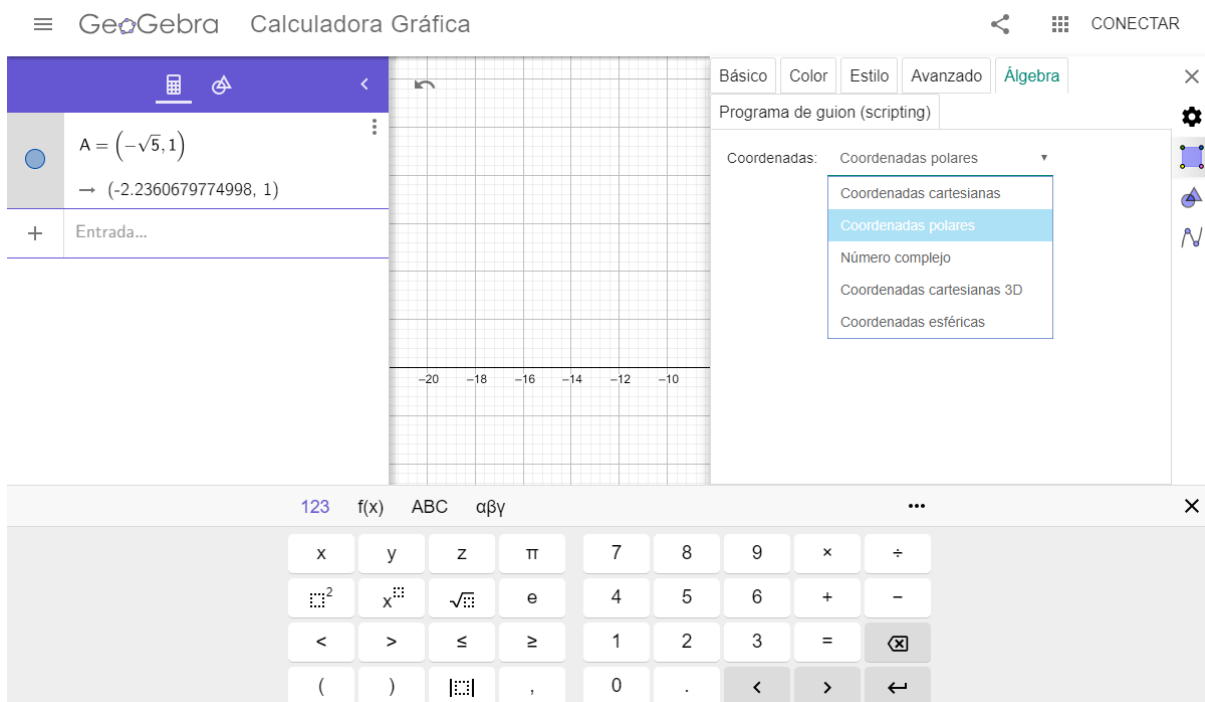 GeoGebra Calculadora Gráfica CONECTAR
A = (−√5, 1)
→ (-2.2360679774998, 1)
+ Entrada...
−20 −18 −16 −14 −12 −10
Básico Color Estilo Avanzado Álgebra
Programa de guion (scripting)
Coordenadas: Coordenadas polares
Coordenadas cartesianas
Coordenadas polares
Número complejo
Coordenadas cartesianas 3D
Coordenadas esféricas
123 f(x) ABC αβγ ...
x y z π 7 8 9 × ÷
□² x□ √□ e 4 5 6 + −
< > ≤ ≥ 1 2 3 =
( ) |□| , 0 . < >